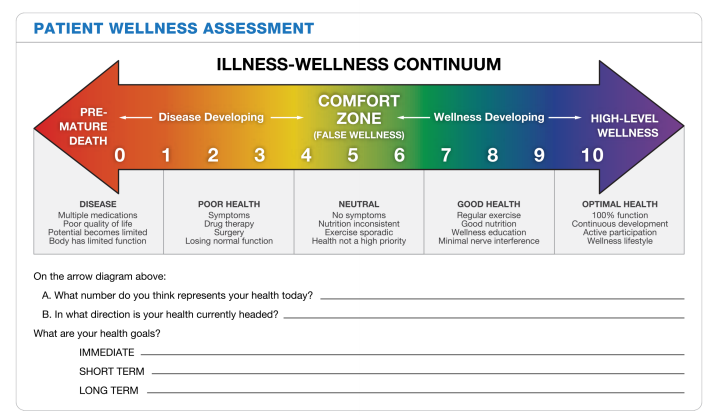 PATIENT WELLNESS ASSESSMENT
ILLNESS-WELLNESS CONTINUUM
PRE-
MATURE
DEATH
Disease Developing
COMFORT
ZONE
(FALSE WELLNESS)
Wellness Developing
HIGH-LEVEL
WELLNESS
0 1 2 3 4 5 6 7 8 9 10
DISEASE
Multiple medications
Poor quality of life
Potential becomes limited
Body has limited function
POOR HEALTH
Symptoms
Drug therapy
Surgery
Losing normal function
NEUTRAL
No symptoms
Nutrition inconsistent
Exercise sporadic
Health not a high priority
GOOD HEALTH
Regular exercise
Good nutrition
Wellness education
Minimal nerve interference
OPTIMAL HEALTH
100% function
Continuous development
Active participation
Wellness lifestyle
On the arrow diagram above:
A. What number do you think represents your health today?
B. In what direction is your health currently headed?
What are your health goals?
IMMEDIATE
SHORT TERM
LONG TERM